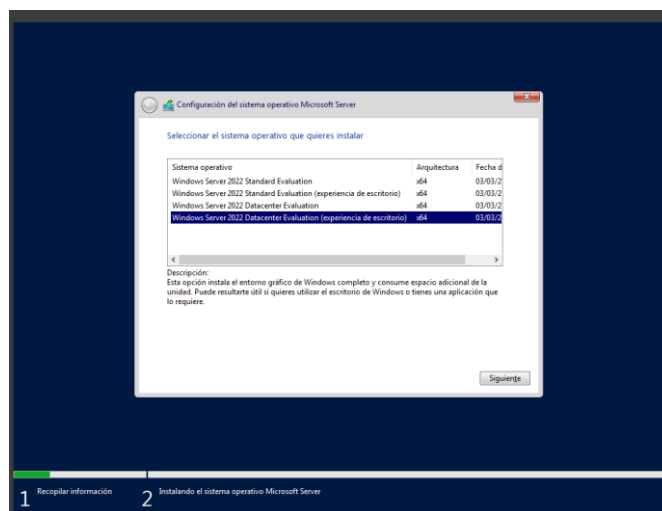 Configuración del sistema operativo Microsoft Server
Seleccionar el sistema operativo que quieres instalar
Sistema operativo Arquitectura Fecha d
Windows Server 2022 Standard Evaluation x64 03/03/2
Windows Server 2022 Standard Evaluation (experiencia de escritorio) x64 03/03/2
Windows Server 2022 Datacenter Evaluation x64 03/03/2
Windows Server 2022 Datacenter Evaluation (experiencia de escritorio) x64 03/03/2
Descripción:
Esta opción instala el entorno gráfico de Windows completo y consume espacio adicional de la
unidad. Puede resultarte útil si quieres utilizar el escritorio de Windows o tienes una aplicación que
lo requiere.
Siguiente
1 Recopilar información 2 Instalando el sistema operativo Microsoft Server